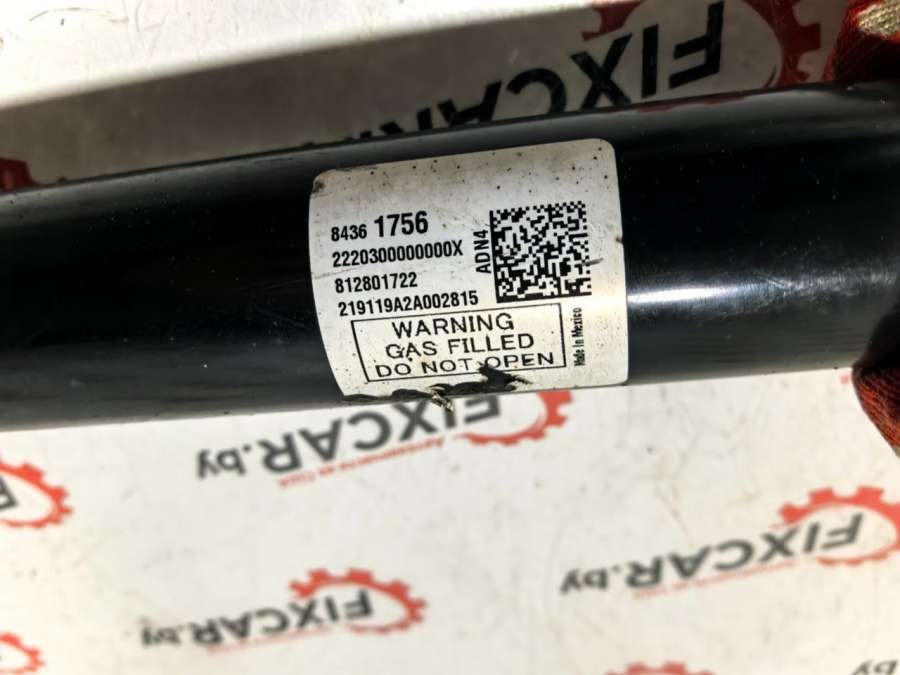 FIXCAR
8436 1756
2220300000000X
812801722
219119A2A002815
ADN4
WARNING
GAS FILLED
DO NOT OPEN
Made In Mexico
FIXCAR.by
FIXCAR.by
FIXCAR.by
FIXCAR